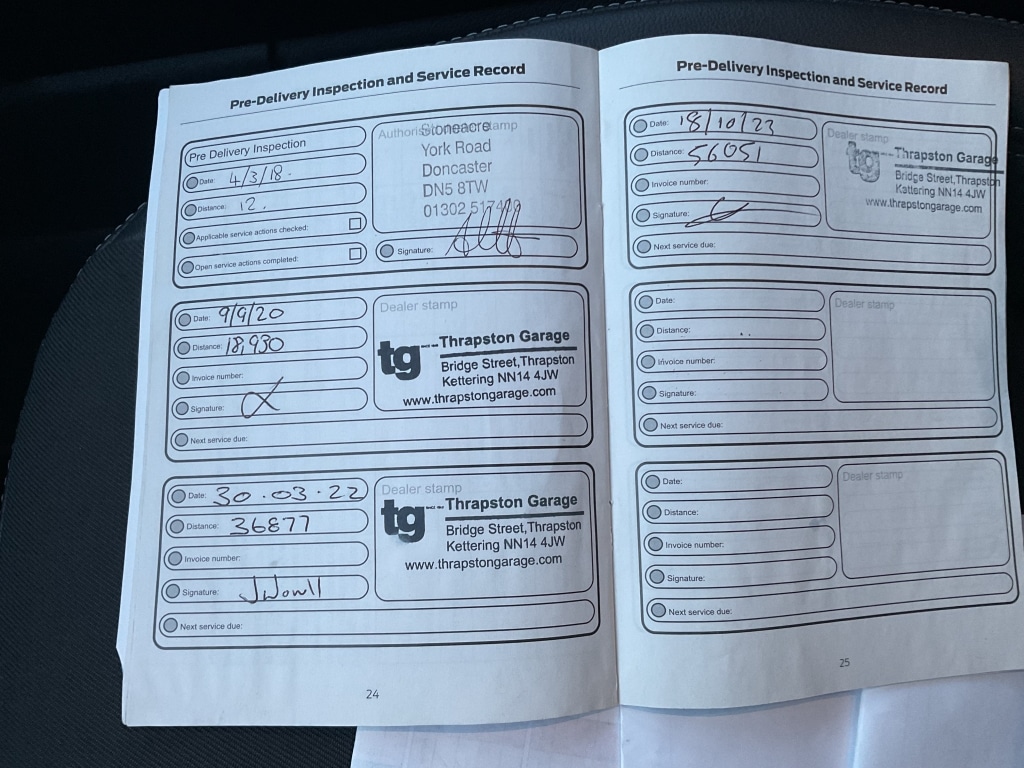 Pre-Delivery Inspection and Service Record
Pre Delivery Inspection
Date: 4/3/18.
Distance: 12.
Applicable service actions checked:
Open service actions completed:
Stoneacre
York Road
Doncaster
DN5 8TW
01302
Signature:
Date: 9/9/20
Distance: 18,930
Invoice number:
Signature:
Next service due:
Dealer stamp
tg Thrapston Garage
Bridge Street,Thrapston
Kettering NN14 4JW
www.thrapstongarage.com
Date: 30.03.22
Distance: 36877
Invoice number:
Signature:
Next service due:
Dealer stamp
tg Thrapston Garage
Bridge Street,Thrapston
Kettering NN14 4JW
www.thrapstongarage.com
24
Pre-Delivery Inspection and Service Record
Date: 18/10/23
Distance: 56051
Invoice number:
Signature:
Next service due:
Dealer stamp
tg Thrapston Garage
Bridge Street,Thrapston
Kettering NN14 4JW
www.thrapstongarage.com
Date:
Distance:
Invoice number:
Signature:
Next service due:
Dealer stamp
Date:
Distance:
Invoice number:
Signature:
Next service due:
Dealer stamp
25